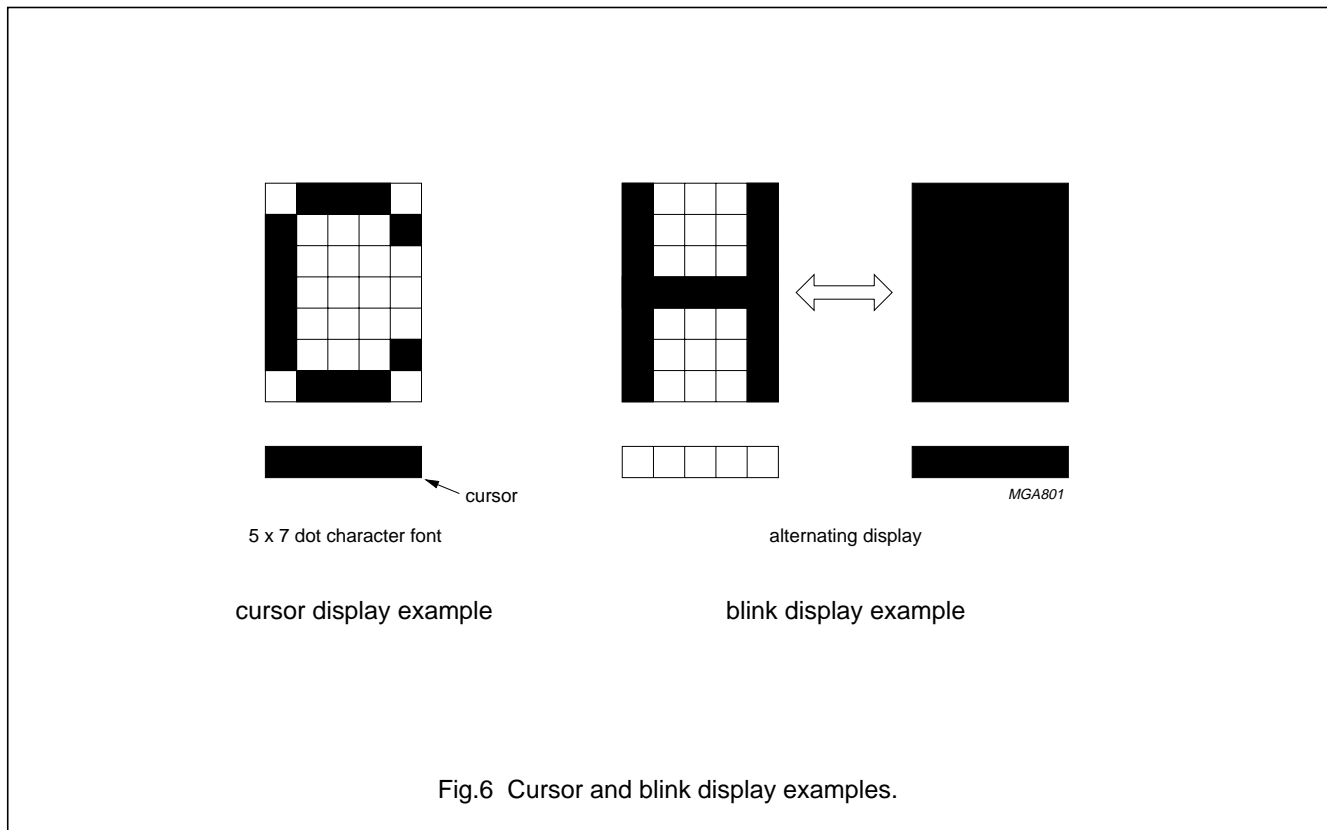 cursor
MGA801
5 x 7 dot character font
alternating display
cursor display example
blink display example
Fig.6 Cursor and blink display examples.